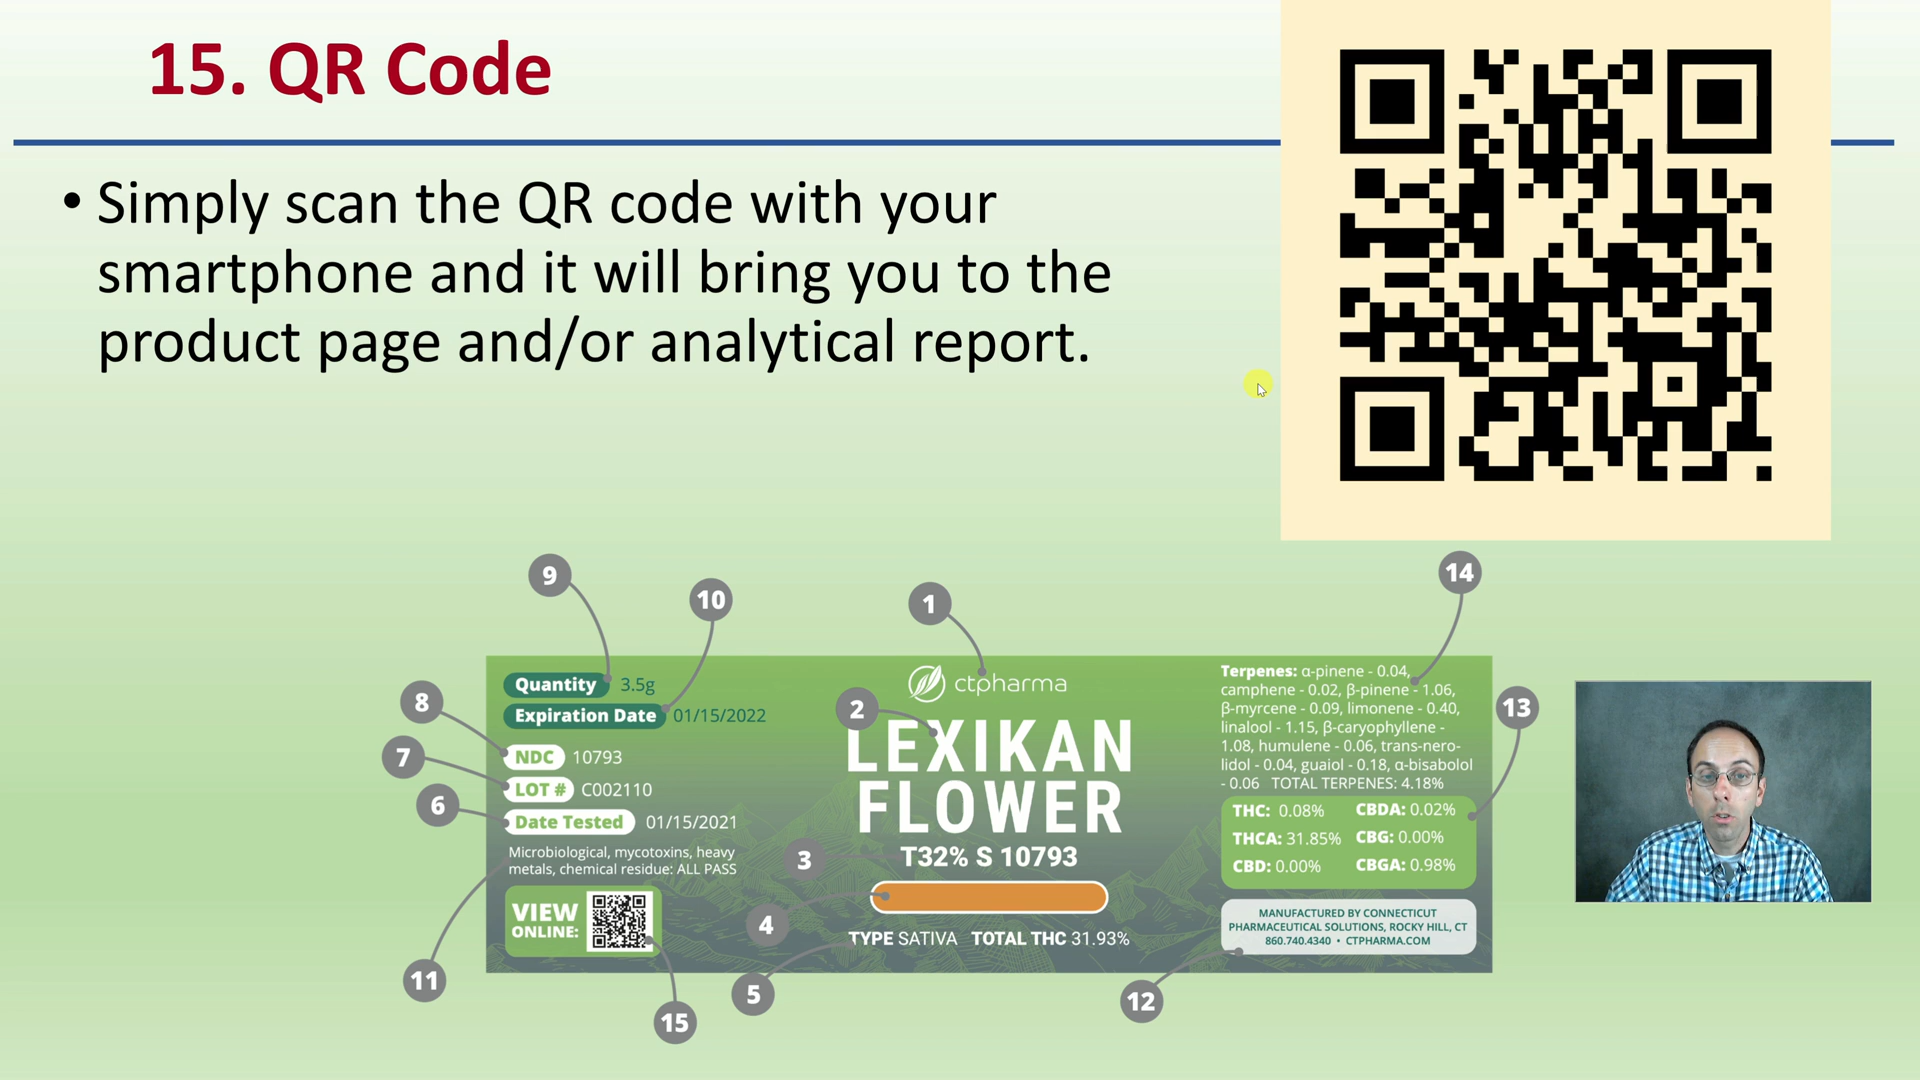 15. QR Code
• Simply scan the QR code with your
smartphone and it will bring you to the
product page and/or analytical report.
9
10
1
14
8
7
6
11
15
2
3
4
5
12
13
Quantity 3.5g
Expiration Date 01/15/2022
NDC 10793
LOT # C002110
Date Tested 01/15/2021
Microbiological, mycotoxins, heavy
metals, chemical residue: ALL PASS
VIEW
ONLINE:
ctpharma
LEXIKAN
FLOWER
T32% S 10793
TYPE SATIVA TOTAL THC 31.93%
Terpenes: α-pinene - 0.04,
camphene - 0.02, β-pinene - 1.06,
β-myrcene - 0.09, limonene - 0.40,
linalool - 1.15, β-caryophyllene -
1.08, humulene - 0.06, trans-nero-
lidol - 0.04, guaiol - 0.18, α-bisabolol
- 0.06 TOTAL TERPENES: 4.18%
THC: 0.08% CBDA: 0.02%
THCA: 31.85% CBG: 0.00%
CBD: 0.00% CBGA: 0.98%
MANUFACTURED BY CONNECTICUT
PHARMACEUTICAL SOLUTIONS, ROCKY HILL, CT
860.740.4340 • CTPHARMA.COM